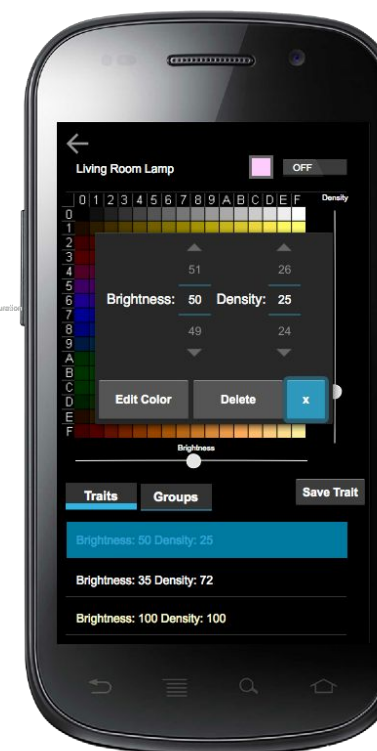 Living Room Lamp
OFF
Density
0 1 2 3 4 5 6 7 8 9 A B C D E F
0
1
2
3
4
5
6
7
8
9
A
B
C
D
E
F
51 26
Brightness: 50 Density: 25
49 24
Edit Color Delete x
Brightness
Traits Groups Save Trait
Brightness: 50 Density: 25
Brightness: 35 Density: 72
Brightness: 100 Density: 100